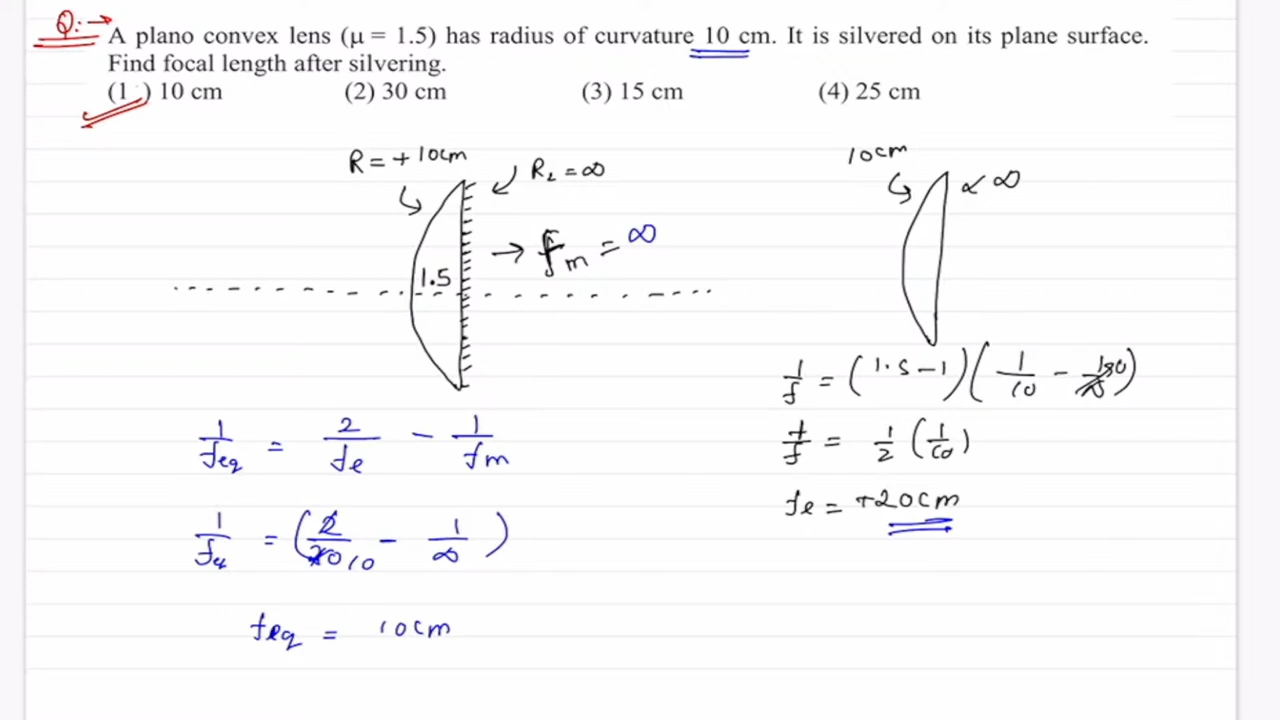 Q:→
A plano convex lens (μ = 1.5) has radius of curvature 10 cm. It is silvered on its plane surface.
Find focal length after silvering.
(1 ) 10 cm (2) 30 cm (3) 15 cm (4) 25 cm
R = + 10cm
R₂ = ∞
1.5
→ fm = ∞
10cm
∞
1/f = (1.5 - 1) (1/10 - 1/∞)
1/f = 1/2 (1/10)
fe = +20cm
1/feq = 2/fe - 1/fm
1/feq = (2/20 10 - 1/∞)
feq = 10cm